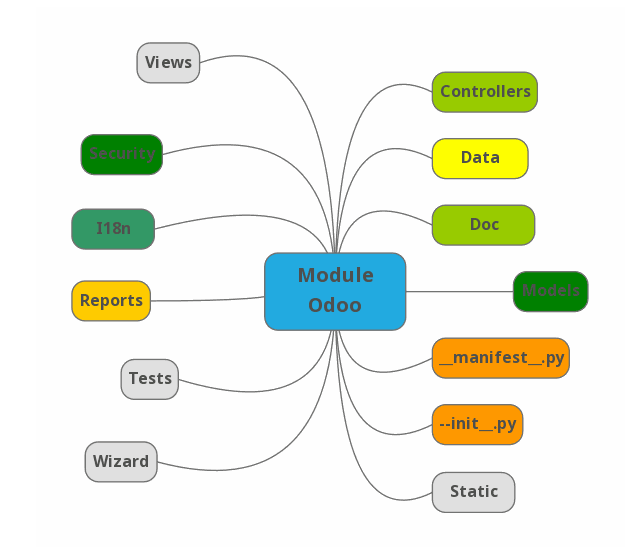 Views
Controllers
Security
Data
I18n
Doc
Module
Odoo
Reports
Models
Tests
__manifest__.py
Wizard
--init__.py
Static